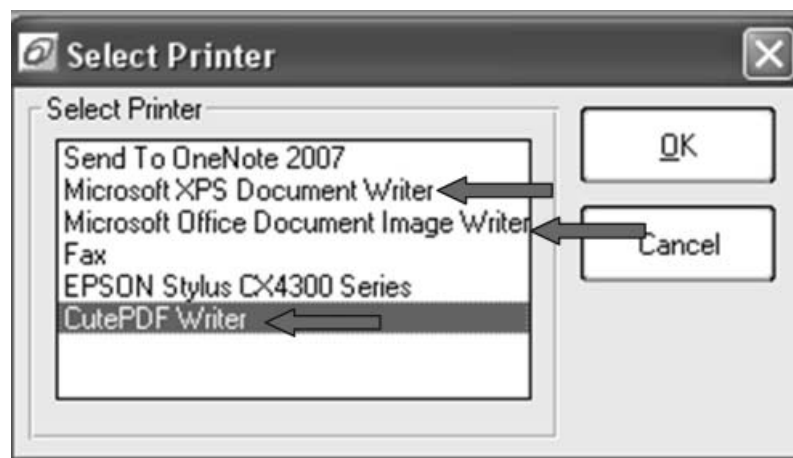 Select Printer
Select Printer
Send To OneNote 2007
Microsoft XPS Document Writer
Microsoft Office Document Image Writer
Fax
EPSON Stylus CX4300 Series
CutePDF Writer
OK
Cancel